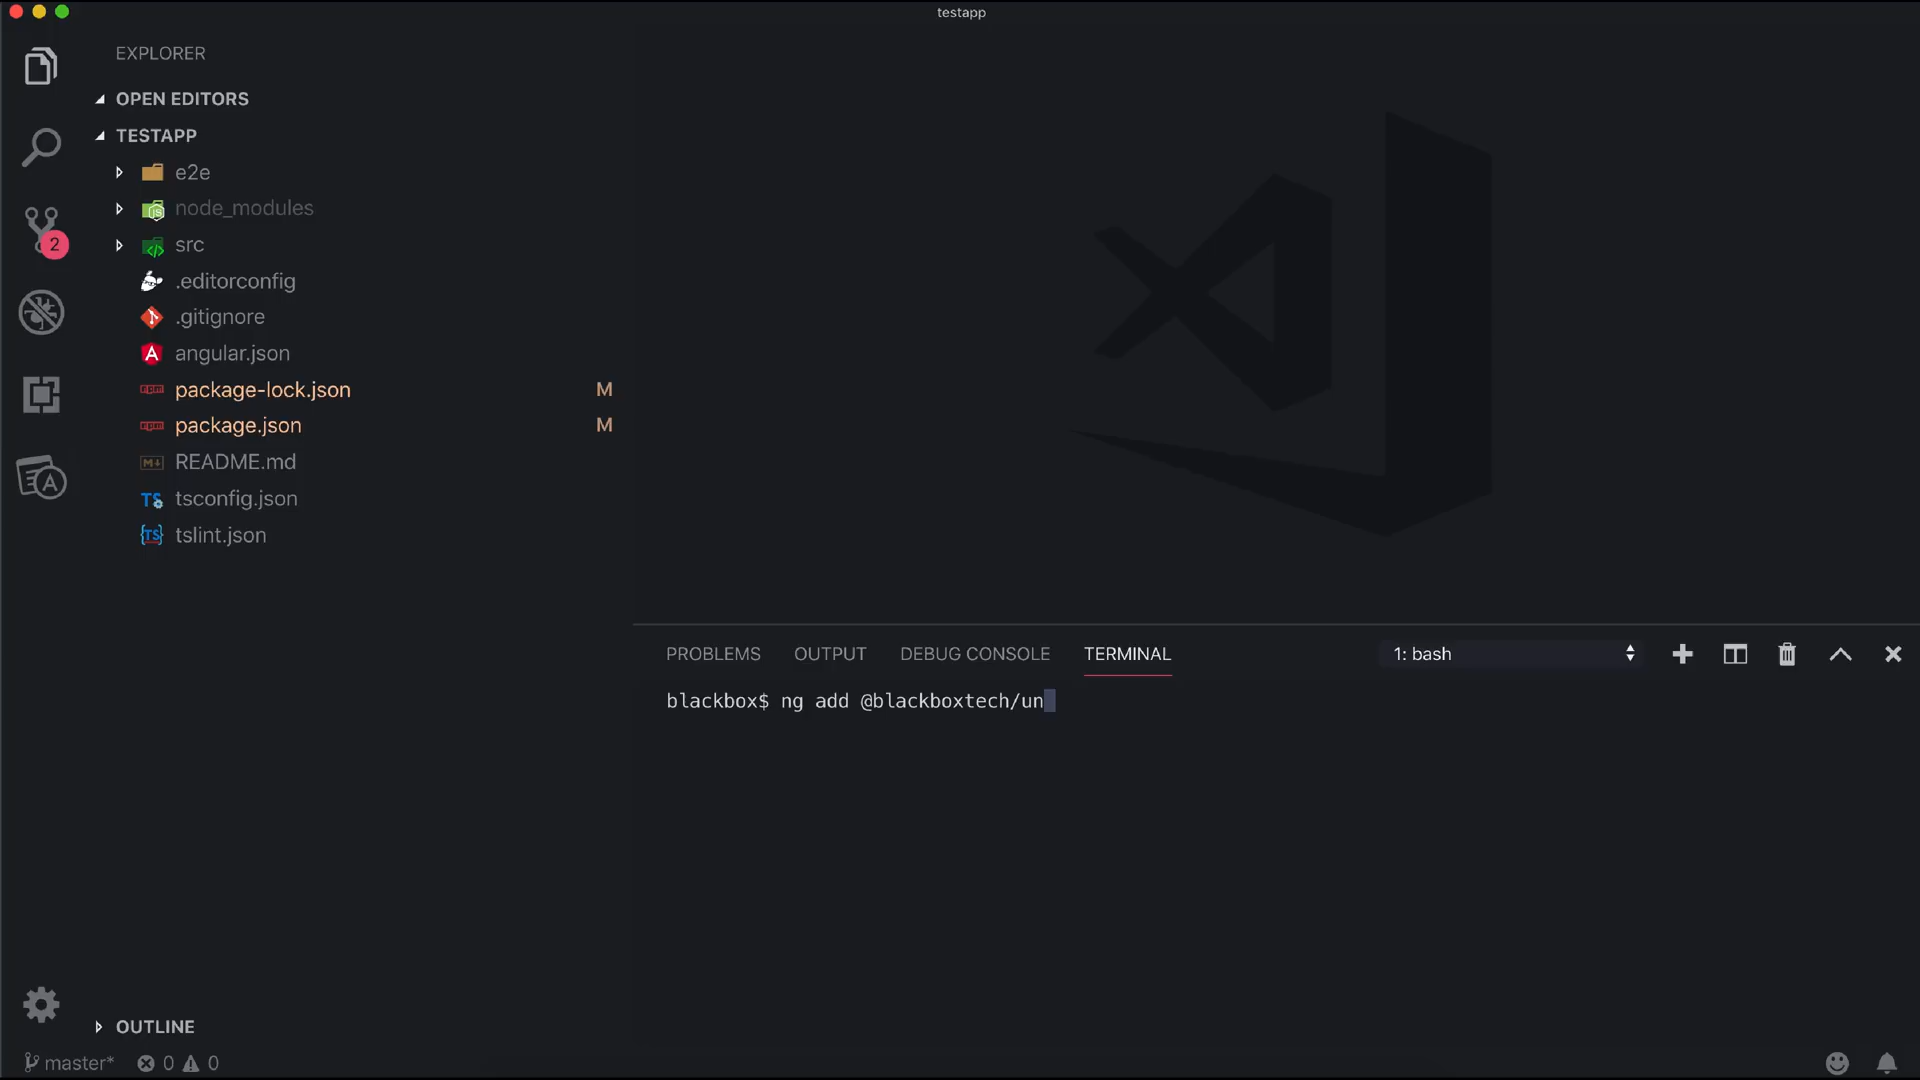 testapp
EXPLORER
OPEN EDITORS
TESTAPP
e2e
node_modules
src
.editorconfig
.gitignore
angular.json
package-lock.json M
package.json M
README.md
tsconfig.json
tslint.json
2
PROBLEMS OUTPUT DEBUG CONSOLE TERMINAL 1: bash
blackbox$ ng add @blackboxtech/un
OUTLINE
master* 0 0